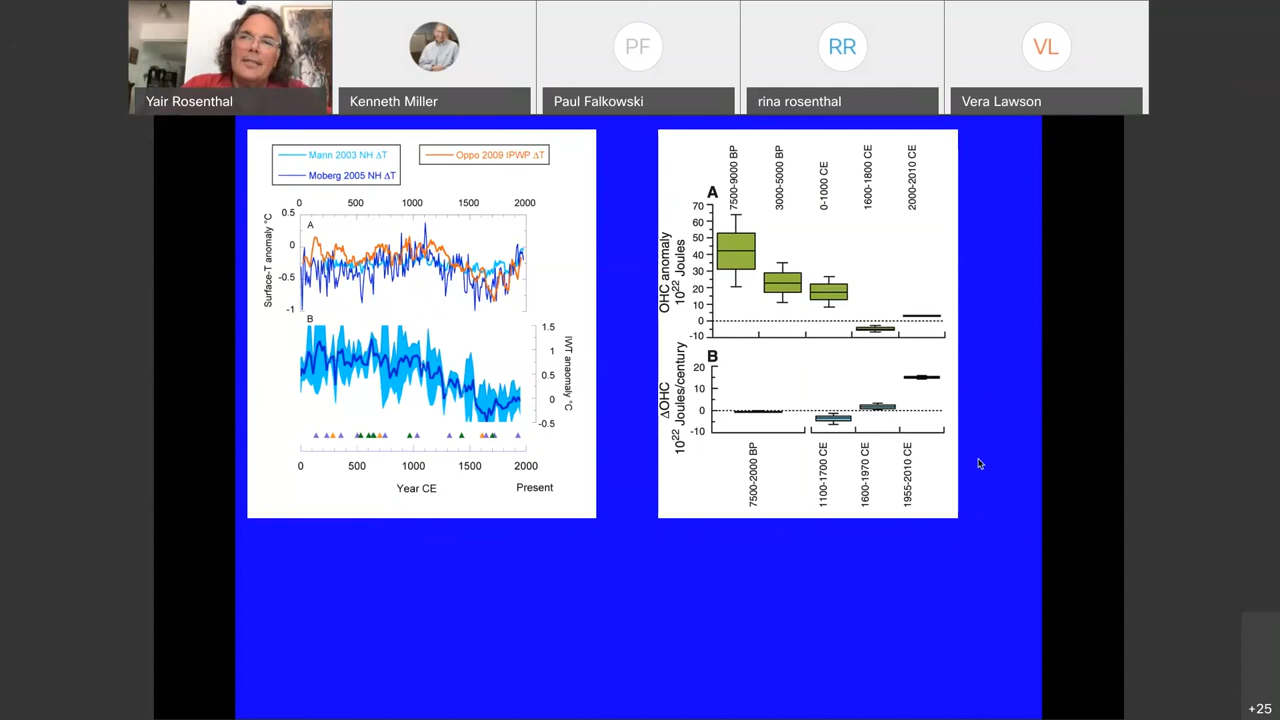 PF
RR
VL
Yair Rosenthal
Kenneth Miller
Paul Falkowski
rina rosenthal
Vera Lawson
Mann 2003 NH ΔT
Moberg 2005 NH ΔT
Oppo 2009 IPWP ΔT
0 500 1000 1500 2000
Surface-T anomaly °C
0.5
0
-0.5
-1
A
B
1.5
1
0.5
0
-0.5
IWT anaomaly °C
0 500 1000 1500 2000
Year CE
Present
7500-9000 BP
3000-5000 BP
0-1000 CE
1600-1800 CE
2000-2010 CE
A
OHC anomaly
10²² Joules
70
60
50
40
30
20
10
0
-10
B
ΔOHC
10²² Joules/century
20
10
0
-10
7500-2000 BP
1100-1700 CE
1600-1970 CE
1955-2010 CE
+25